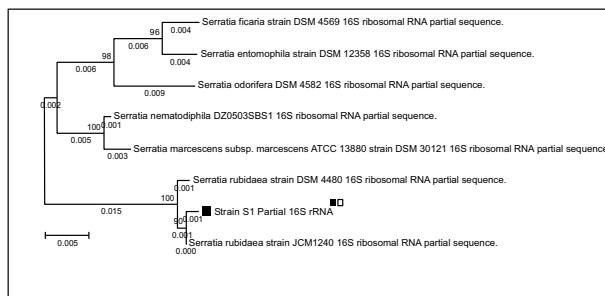 Serratia ficaria strain DSM 4569 16S ribosomal RNA partial sequence.
96
0.004
0.006
Serratia entomophila strain DSM 12358 16S ribosomal RNA partial sequence.
98
0.004
0.006
Serratia odorifera DSM 4582 16S ribosomal RNA partial sequence.
0.009
0.002
Serratia nematodiphila DZ0503SBS1 16S ribosomal RNA partial sequence.
100
0.001
0.005
Serratia marcescens subsp. marcescens ATCC 13880 strain DSM 30121 16S ribosomal RNA partial sequence
0.003
Serratia rubidaea strain DSM 4480 16S ribosomal RNA partial sequence.
0.001
100
0.015
Strain S1 Partial 16S rRNA
90
0.001
0.001
Serratia rubidaea strain JCM1240 16S ribosomal RNA partial sequence.
0.000
0.005